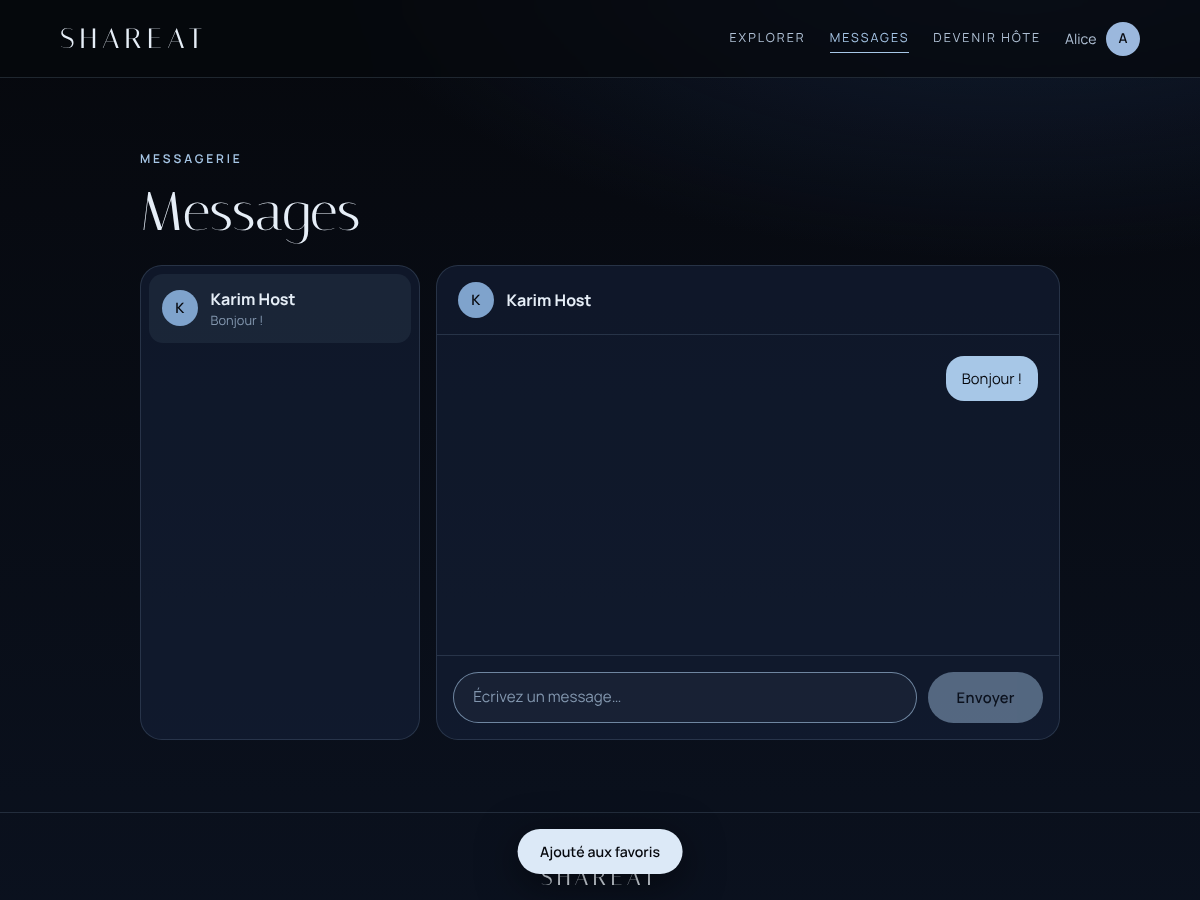 SHAREAT
EXPLORER MESSAGES DEVENIR HÔTE Alice A
MESSAGERIE
Messages
K Karim Host
Bonjour !
K Karim Host
Bonjour !
Écrivez un message…
Envoyer
Ajouté aux favoris
SHAREAT